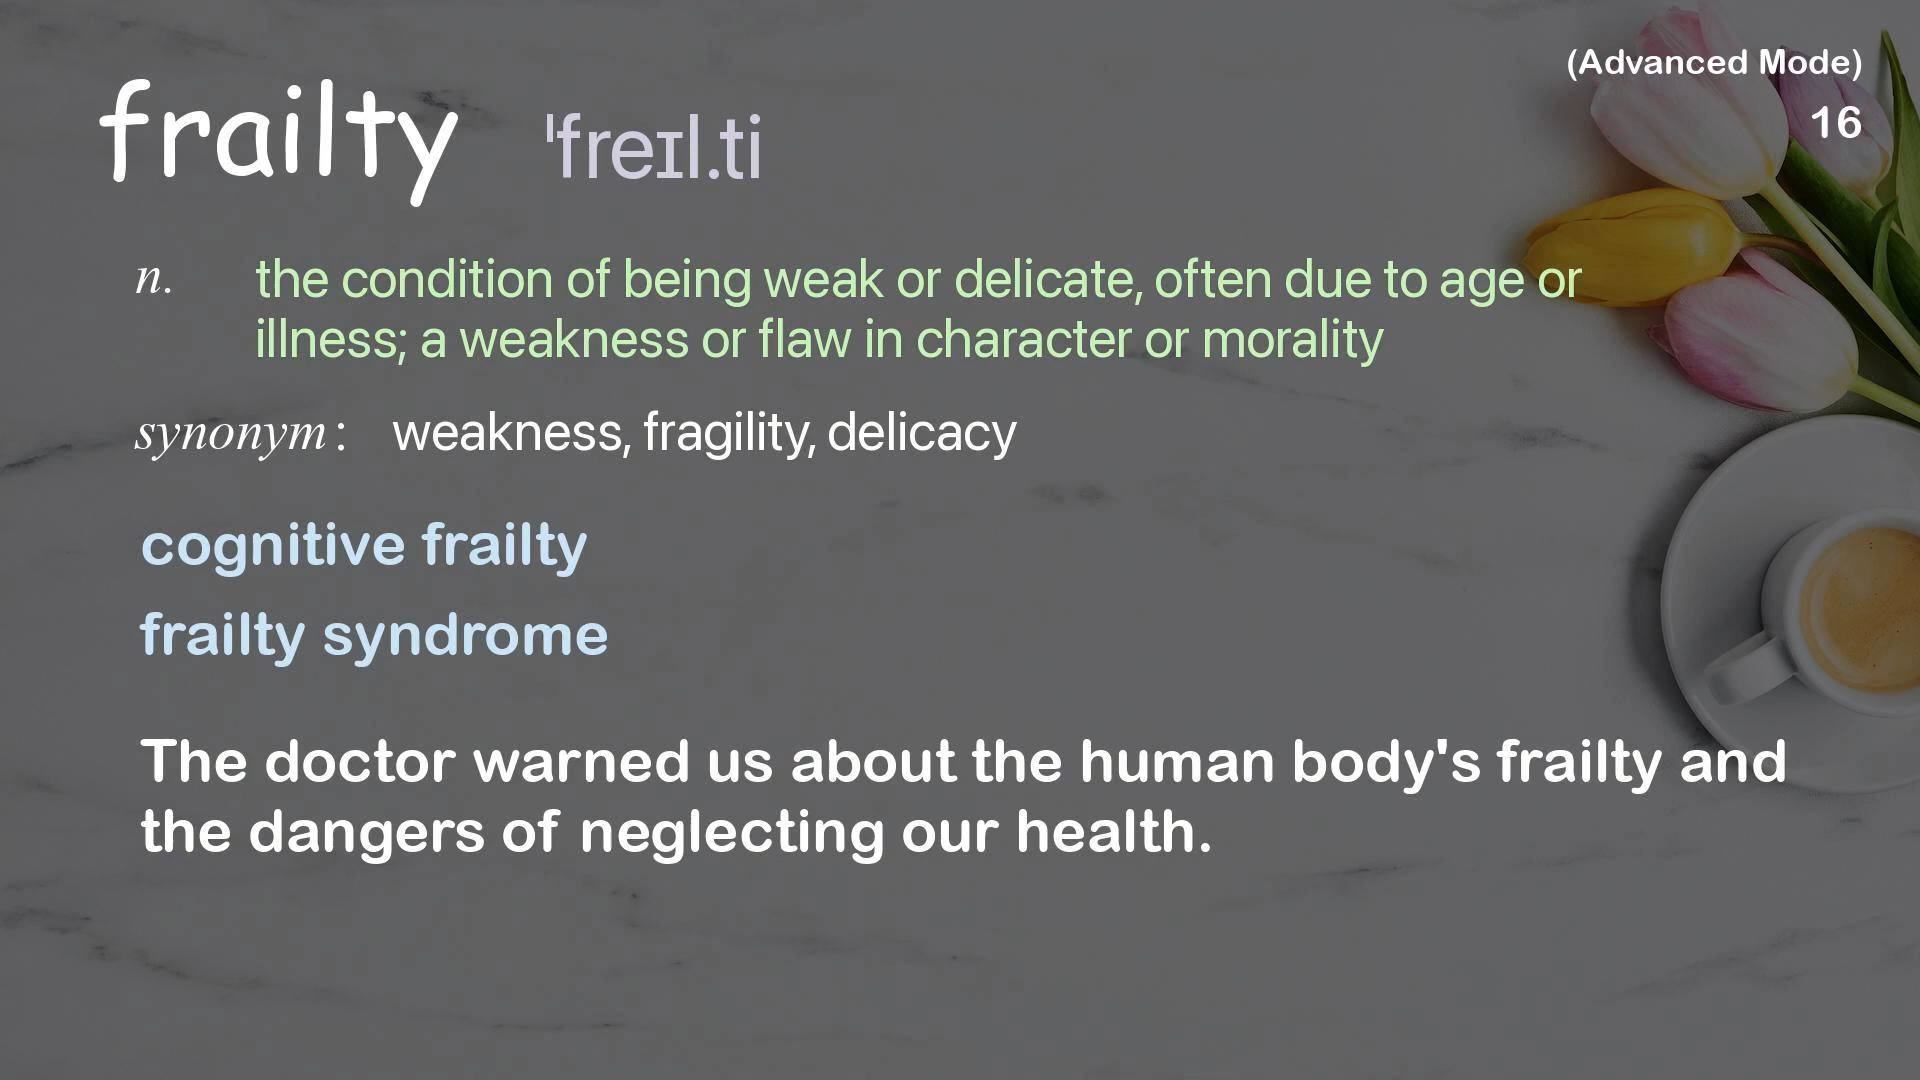 (Advanced Mode)
16
frailty ˈfreɪl.ti
n. the condition of being weak or delicate, often due to age or
illness; a weakness or flaw in character or morality
synonym: weakness, fragility, delicacy
cognitive frailty
frailty syndrome
The doctor warned us about the human body's frailty and
the dangers of neglecting our health.